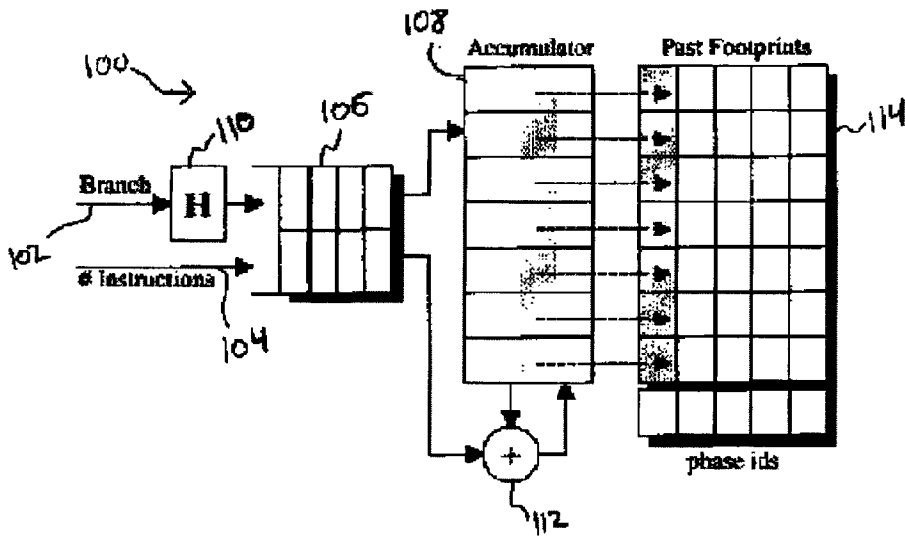 108
Accumulator
Past Footprints
100
110
106
114
Branch
H
102
# Instructions
104
+
phase ids
112